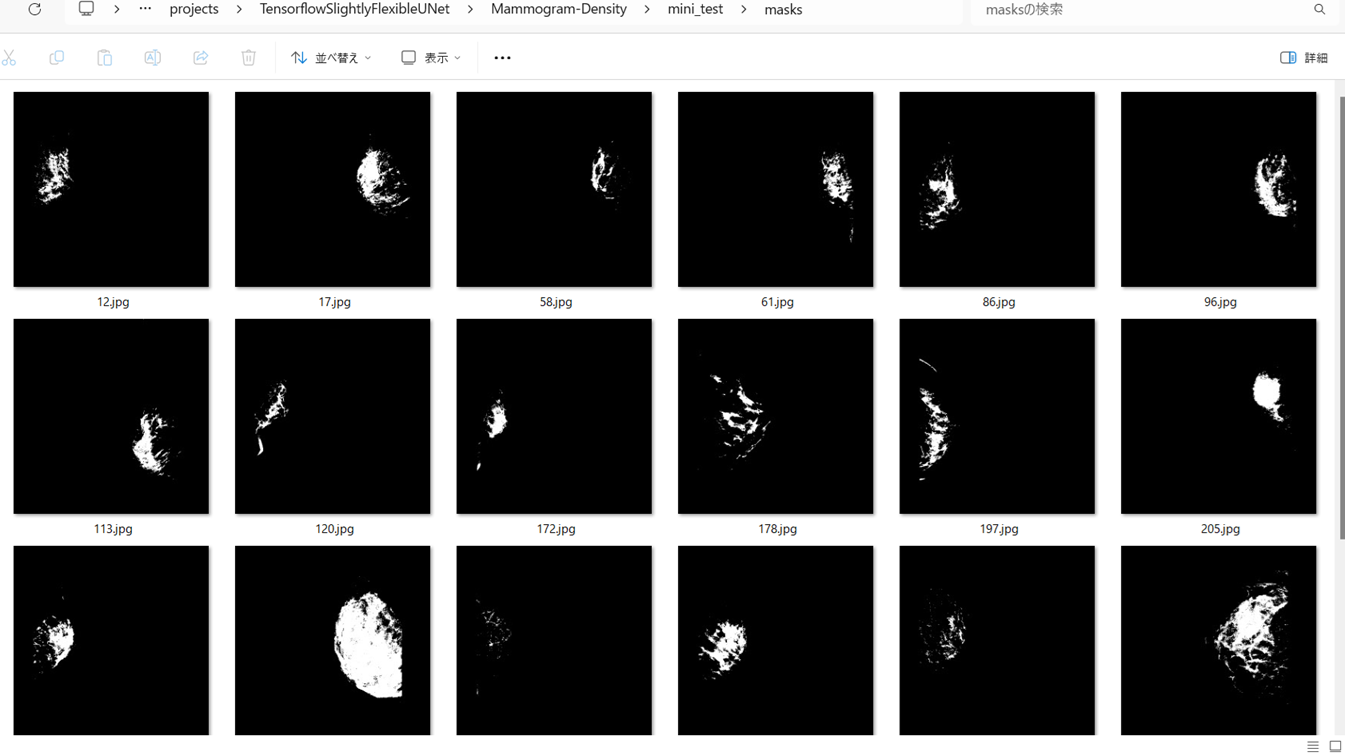 … projects TensorflowSlightlyFlexibleUNet Mammogram-Density mini_test masks masksの検索
並べ替え 表示 … 詳細
12.jpg 17.jpg 58.jpg 61.jpg 86.jpg 96.jpg
113.jpg 120.jpg 172.jpg 178.jpg 197.jpg 205.jpg